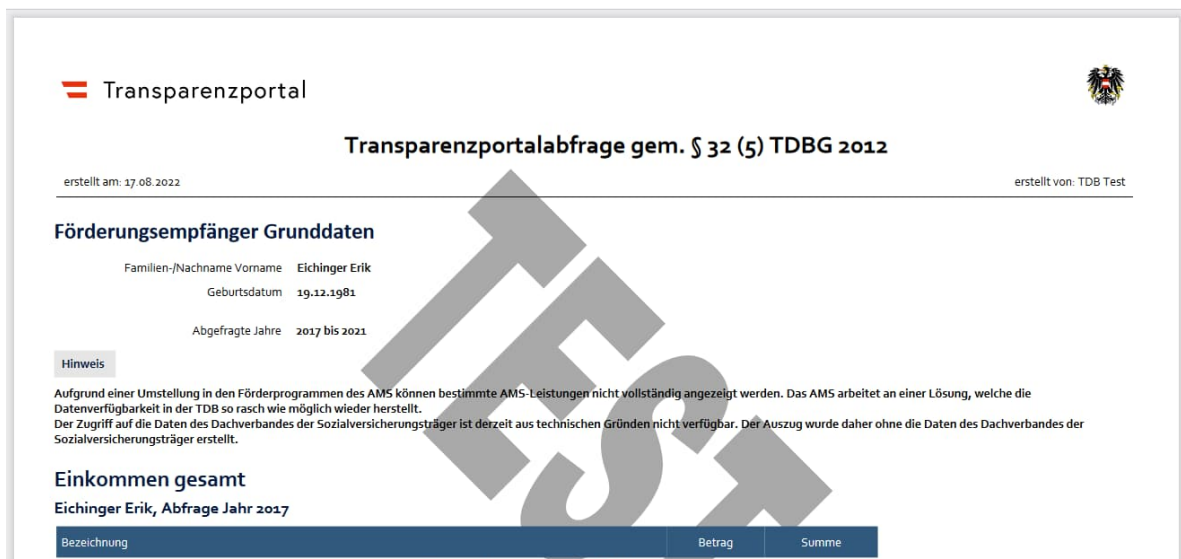 Transparenzportal
Transparenzportalabfrage gem. § 32 (5) TDBG 2012
erstellt am: 17.08.2022 erstellt von: TDB Test
Förderungsempfänger Grunddaten
Familien-/Nachname Vorname Eichinger Erik
Geburtsdatum 19.12.1981
Abgefragte Jahre 2017 bis 2021
Hinweis
Aufgrund einer Umstellung in den Förderprogrammen des AMS können bestimmte AMS-Leistungen nicht vollständig angezeigt werden. Das AMS arbeitet an einer Lösung, welche die
Datenverfügbarkeit in der TDB so rasch wie möglich wieder herstellt.
Der Zugriff auf die Daten des Dachverbandes der Sozialversicherungsträger ist derzeit aus technischen Gründen nicht verfügbar. Der Auszug wurde daher ohne die Daten des Dachverbandes der
Sozialversicherungsträger erstellt.
Einkommen gesamt
Eichinger Erik, Abfrage Jahr 2017
Bezeichnung Betrag Summe
TEST